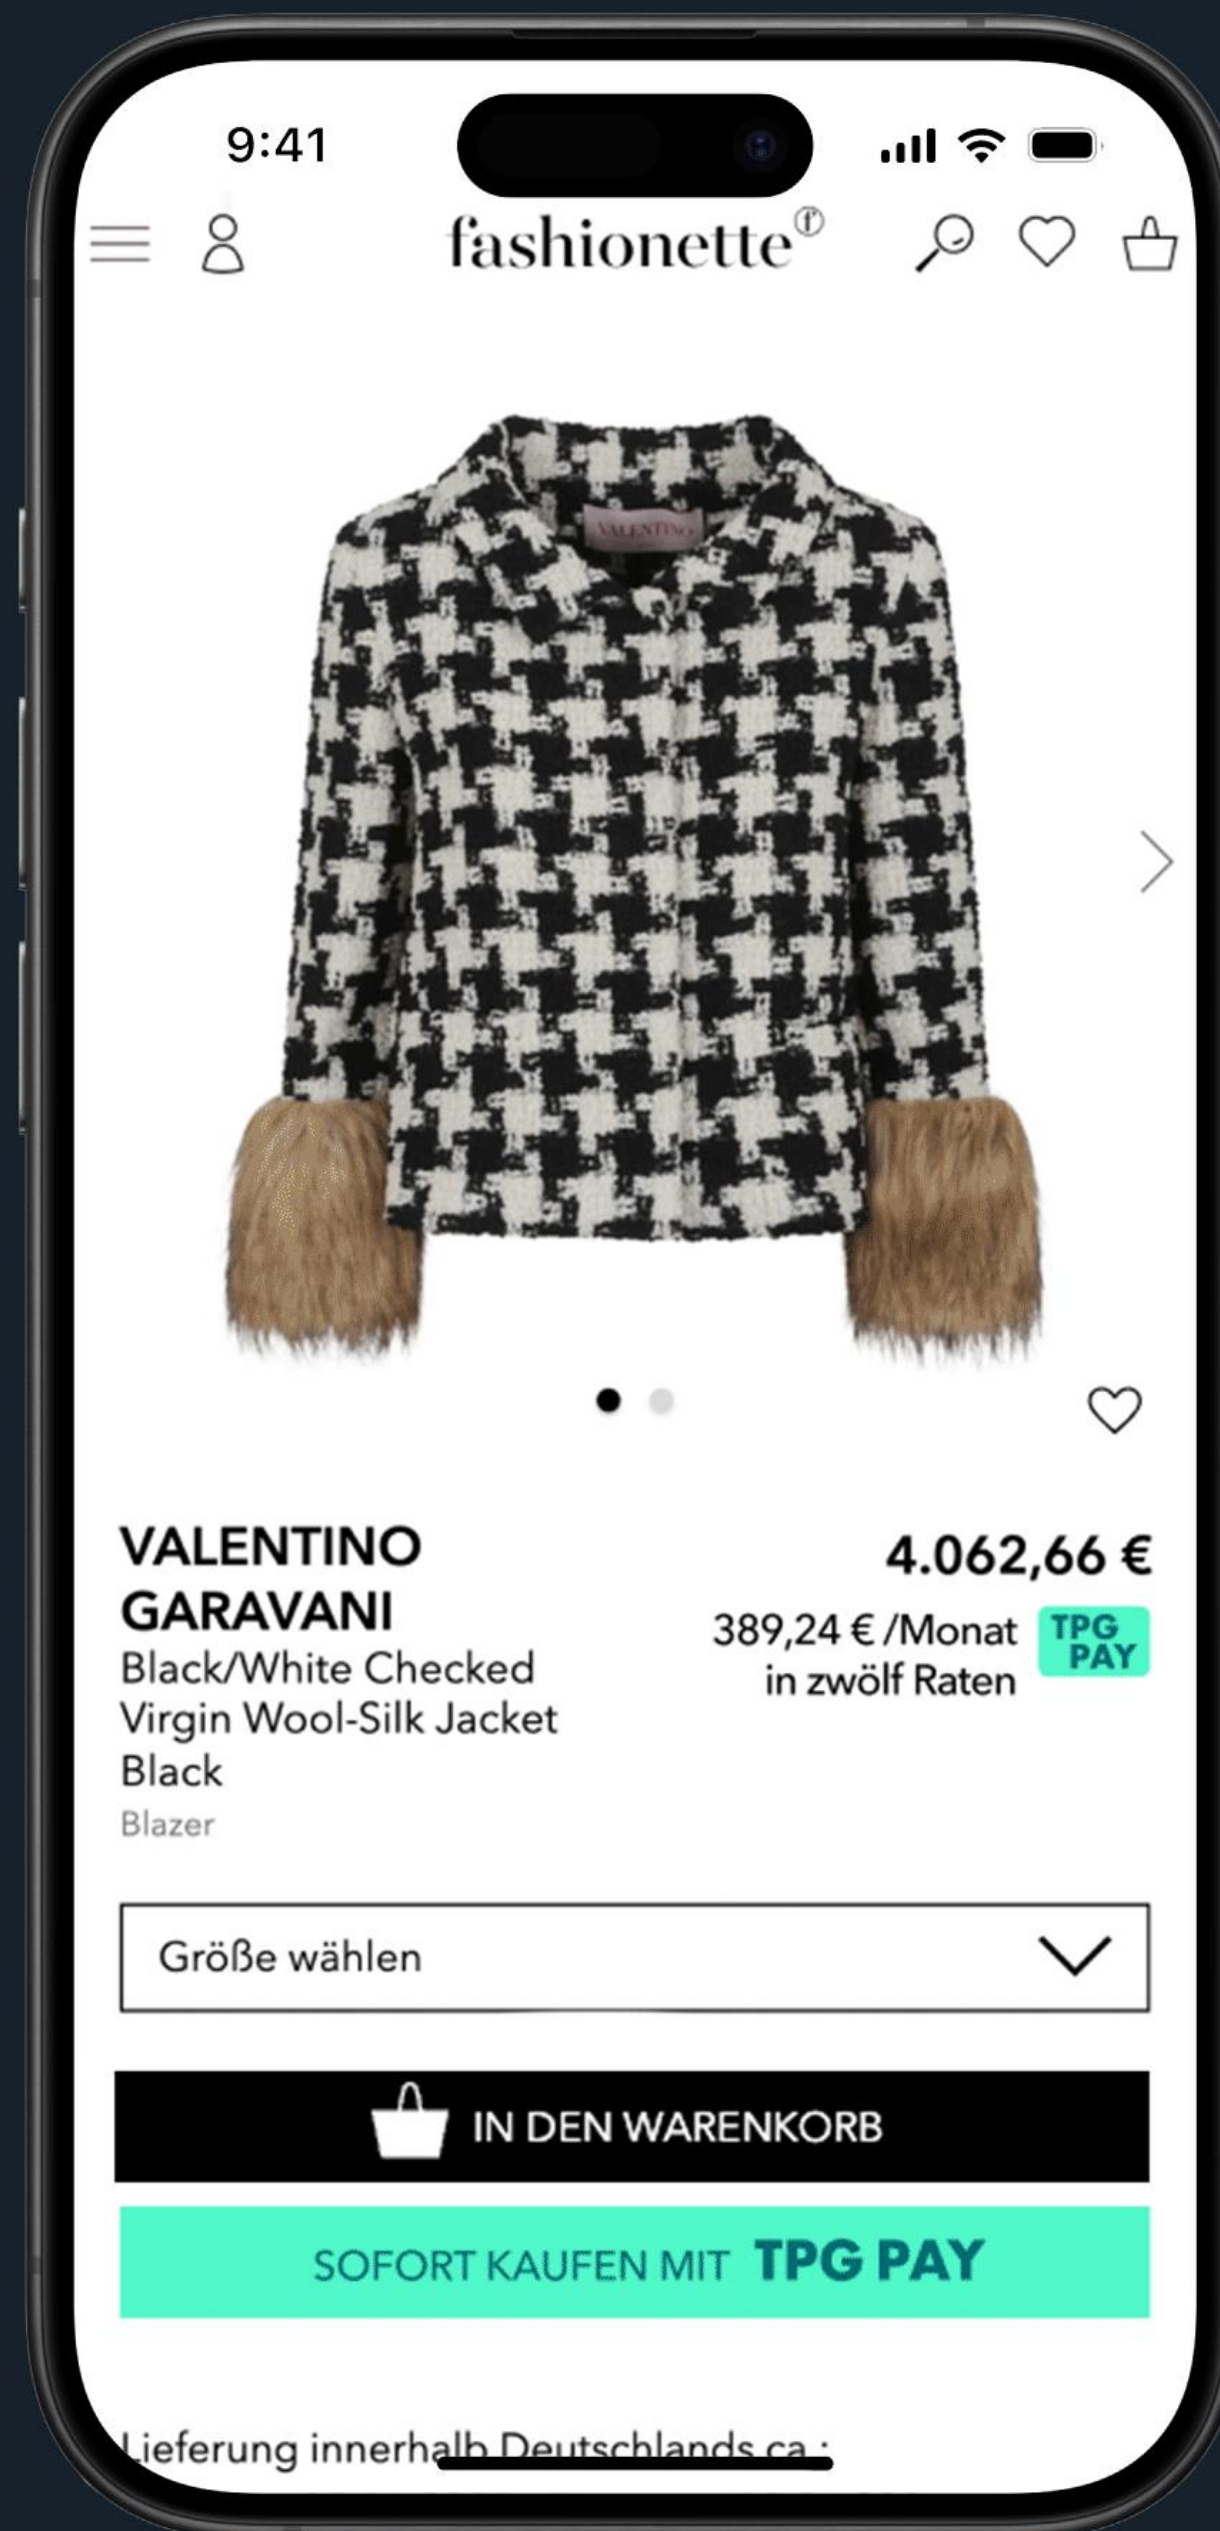 9:41
fashionette
VALENTINO
VALENTINO
GARAVANI
Black/White Checked
Virgin Wool-Silk Jacket
Black
Blazer
4.062,66 €
389,24 € /Monat
in zwölf Raten
TPG
PAY
Größe wählen
IN DEN WARENKORB
SOFORT KAUFEN MIT TPG PAY
Lieferung innerhalb Deutschlands ca.: